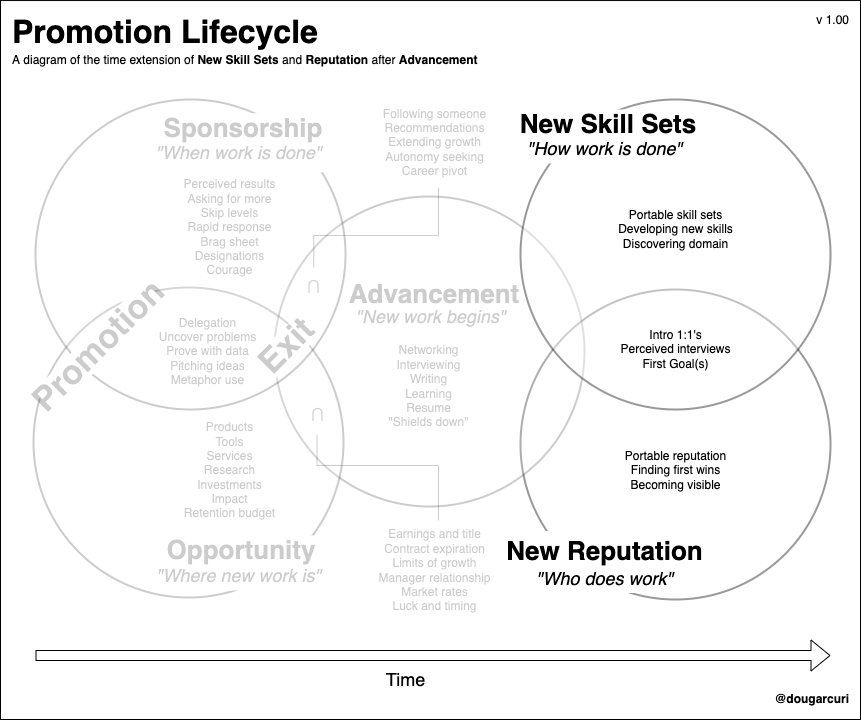 Promotion Lifecycle
v 1.00
A diagram of the time extension of New Skill Sets and Reputation after Advancement
Sponsorship
"When work is done"
Perceived results
Asking for more
Skip levels
Rapid response
Brag sheet
Designations
Courage
Following someone
Recommendations
Extending growth
Autonomy seeking
Career pivot
New Skill Sets
"How work is done"
Portable skill sets
Developing new skills
Discovering domain
∩
Promotion
Delegation
Uncover problems
Prove with data
Pitching ideas
Metaphor use
Exit
Advancement
"New work begins"
Networking
Interviewing
Writing
Learning
Resume
"Shields down"
Intro 1:1's
Perceived interviews
First Goal(s)
∩
Products
Tools
Services
Research
Investments
Impact
Retention budget
Opportunity
"Where new work is"
Earnings and title
Contract expiration
Limits of growth
Manager relationship
Market rates
Luck and timing
Portable reputation
Finding first wins
Becoming visible
New Reputation
"Who does work"
Time
@dougarcuri